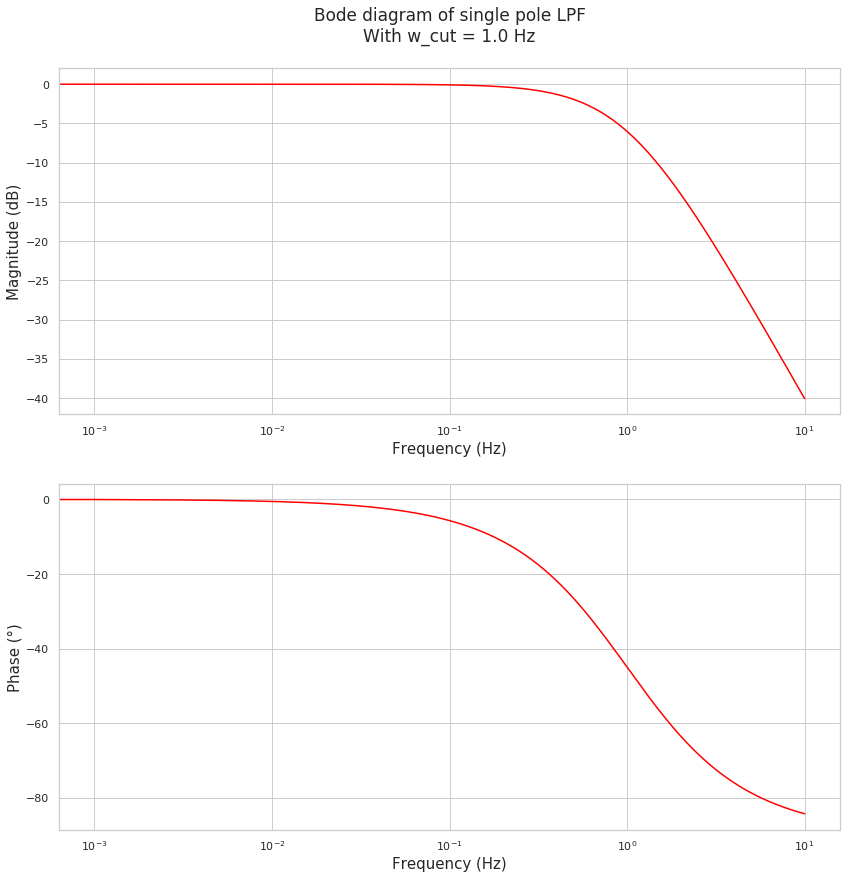 Bode diagram of single pole LPF
With w_cut = 1.0 Hz
Magnitude (dB)
0
−5
−10
−15
−20
−25
−30
−35
−40
10⁻³ 10⁻² 10⁻¹ 10⁰ 10¹
Frequency (Hz)
Phase (°)
0
−20
−40
−60
−80
10⁻³ 10⁻² 10⁻¹ 10⁰ 10¹
Frequency (Hz)